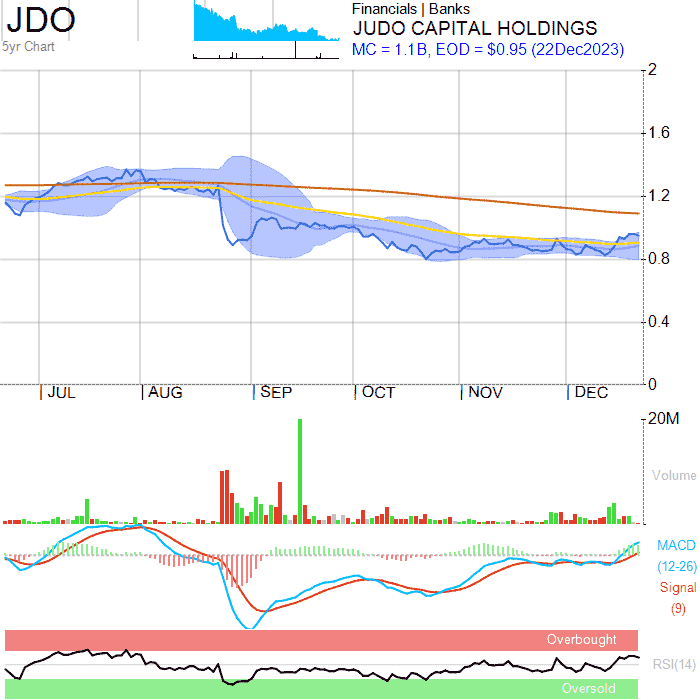 JDO
5yr Chart
Financials | Banks
JUDO CAPITAL HOLDINGS
MC = 1.1B, EOD = $0.95 (22Dec2023)
2
1.6
1.2
0.8
0.4
0
JUL
AUG
SEP
OCT
NOV
DEC
20M
Volume
MACD
(12-26)
Signal
(9)
Overbought
RSI(14)
Oversold